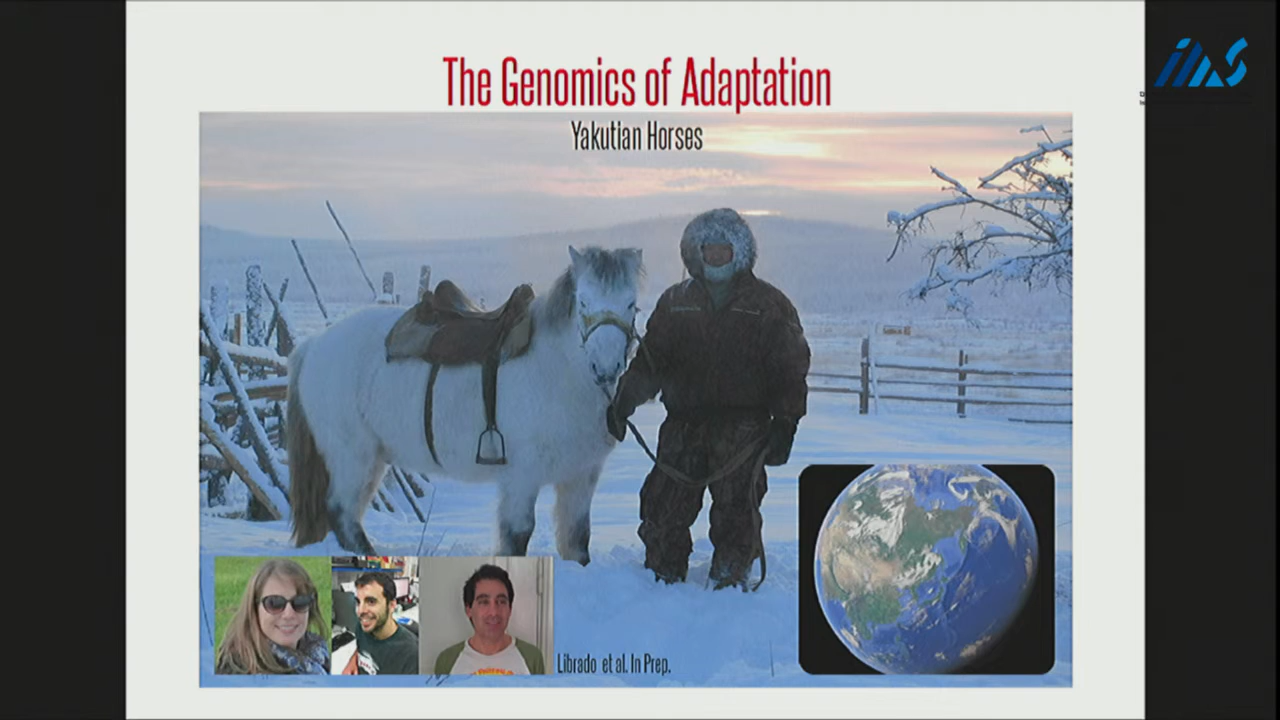 The Genomics of Adaptation
Yakutian Horses
Librado et al. In Prep.